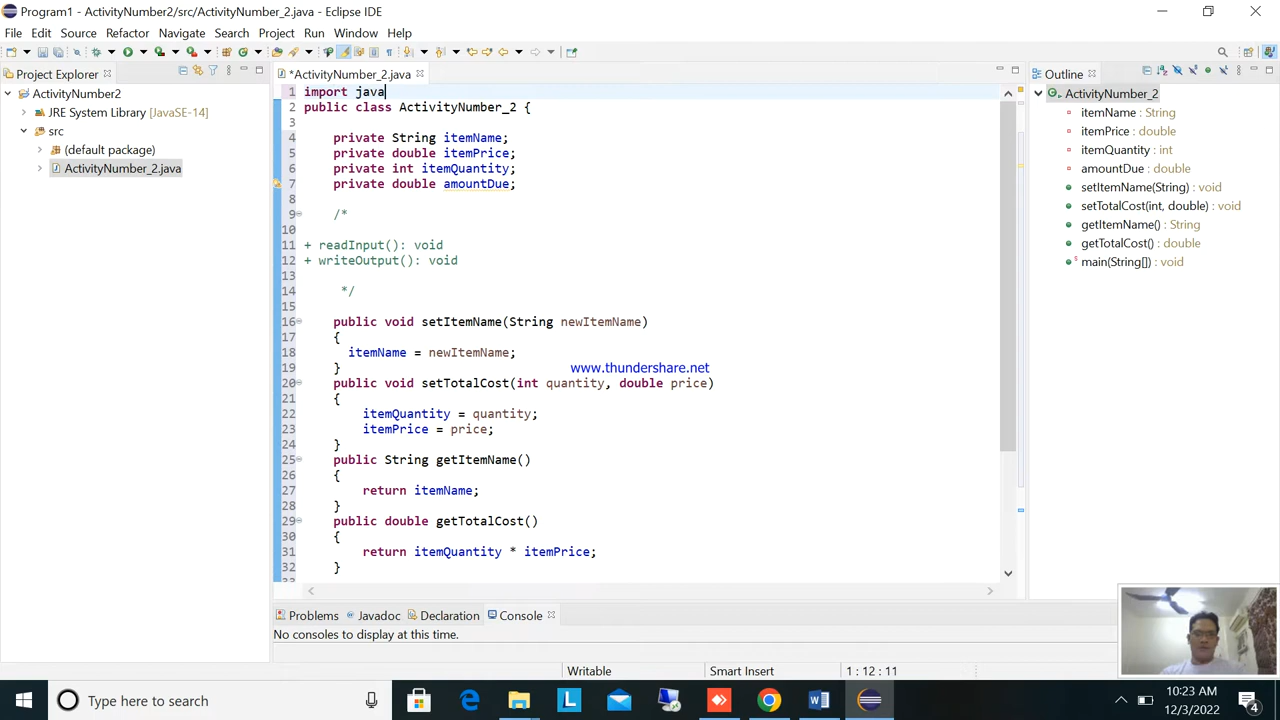 Program1 - ActivityNumber2/src/ActivityNumber_2.java - Eclipse IDE
File Edit Source Refactor Navigate Search Project Run Window Help
Project Explorer
ActivityNumber2
JRE System Library [JavaSE-14]
src
(default package)
ActivityNumber_2.java
*ActivityNumber_2.java
1 import java
2 public class ActivityNumber_2 {
3
4 private String itemName;
5 private double itemPrice;
6 private int itemQuantity;
7 private double amountDue;
8
9 /*
10
11 + readInput(): void
12 + writeOutput(): void
13
14 */
15
16 public void setItemName(String newItemName)
17 {
18 itemName = newItemName;
19 }
20 public void setTotalCost(int quantity, double price)
21 {
22 itemQuantity = quantity;
23 itemPrice = price;
24 }
25 public String getItemName()
26 {
27 return itemName;
28 }
29 public double getTotalCost()
30 {
31 return itemQuantity * itemPrice;
32 }
33
www.thundershare.net
Outline
ActivityNumber_2
itemName : String
itemPrice : double
itemQuantity : int
amountDue : double
setItemName(String) : void
setTotalCost(int, double) : void
getItemName() : String
getTotalCost() : double
main(String[]) : void
Problems Javadoc Declaration Console
No consoles to display at this time.
Writable Smart Insert 1 : 12 : 11
Type here to search
10:23 AM
12/3/2022
4